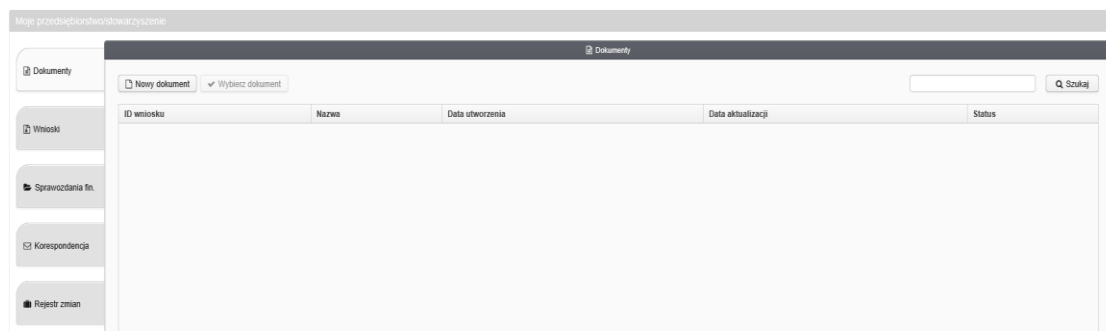 Moje przedsiębiorstwo/stowarzyszenie
Dokumenty
Dokumenty
Nowy dokument Wybierz dokument Szukaj
ID wniosku Nazwa Data utworzenia Data aktualizacji Status
Wnioski
Sprawozdania fin.
Korespondencja
Rejestr zmian